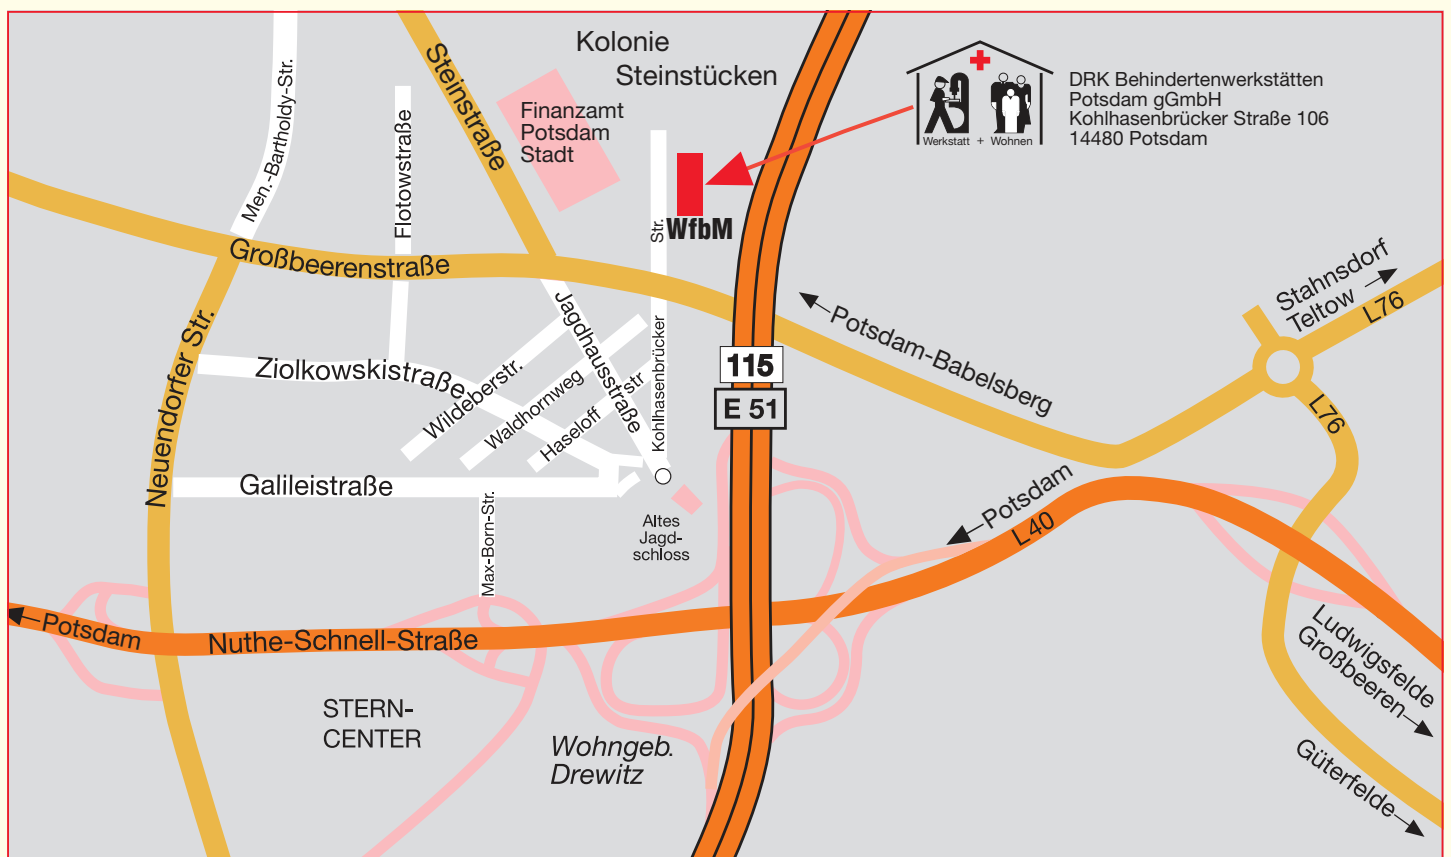 Kolonie
Steinstücken
Steinstraße
Men.-Bartholdy-Str.
Flotowstraße
Finanzamt
Potsdam
Stadt
Werkstatt + Wohnen
DRK Behindertenwerkstätten
Potsdam gGmbH
Kohlhasenbrücker Straße 106
14480 Potsdam
WfbM
Kohlhasenbrücker Str.
Großbeerenstraße
Jagdhausstraße
Neuendorfer Str.
Ziolkowskistraße
Wildeberstr.
Waldhornweg
Haseloff str
115
E 51
Potsdam-Babelsberg
Stahnsdorf
Teltow
L76
L76
Galileistraße
Max-Born-Str.
Altes
Jagd-
schloss
Potsdam
L40
Potsdam
Nuthe-Schnell-Straße
STERN-
CENTER
Wohngeb.
Drewitz
Ludwigsfelde
Großbeeren
Güterfelde